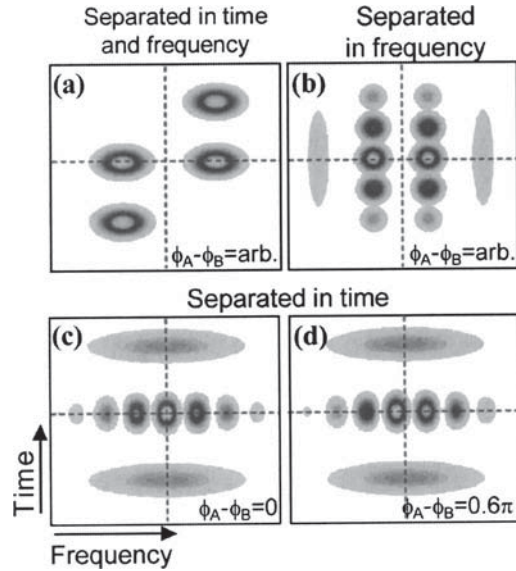 Separated in time
and frequency
Separated
in frequency
(a)
ϕA-ϕB=arb.
(b)
ϕA-ϕB=arb.
Separated in time
(c)
ϕA-ϕB=0
(d)
ϕA-ϕB=0.6π
Time
Frequency